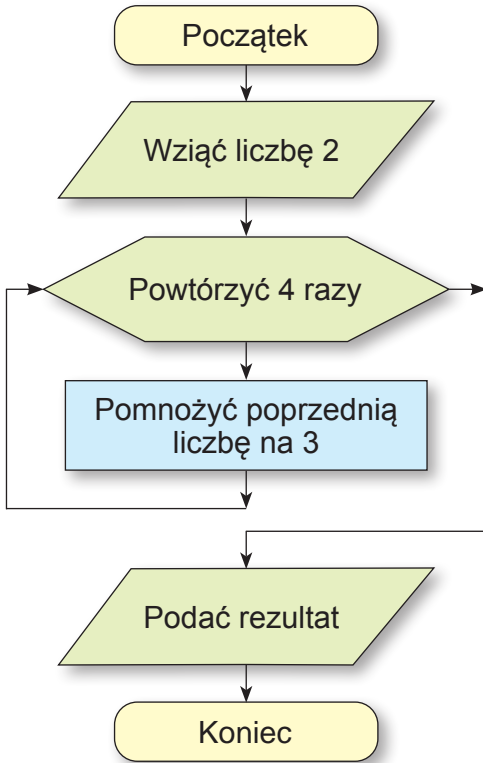 Początek
Wziąć liczbę 2
Powtórzyć 4 razy
Pomnożyć poprzednią
liczbę na 3
Podać rezultat
Koniec